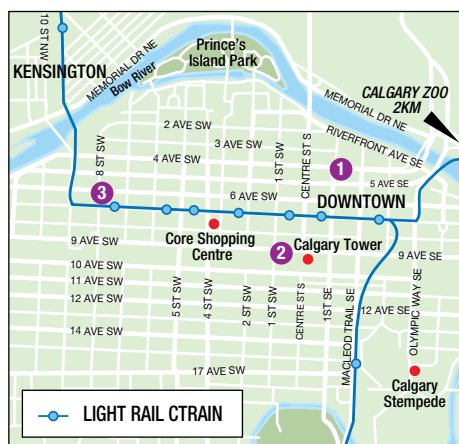 10 ST NW
KENSINGTON
MEMORIAL DR NE
Bow River
Prince's
Island Park
CALGARY ZOO
2KM
MEMORIAL DR NE
RIVERFRONT AVE SE
2 AVE SW
3 AVE SW
4 AVE SW
8 ST SW
1 ST SW
CENTRE ST S
1
5 AVE SE
3
6 AVE SW
DOWNTOWN
Core Shopping
Centre
2
Calgary Tower
9 AVE SW
9 AVE SE
10 AVE SW
11 AVE SW
12 AVE SW
12 AVE SE
14 AVE SW
17 AVE SW
5 ST SW
4 ST SW
2 ST SW
1 ST SW
CENTRE ST S
1ST SE
MACLEOD TRAIL SE
OLYMPIC WAY SE
Calgary
Stempede
LIGHT RAIL CTRAIN